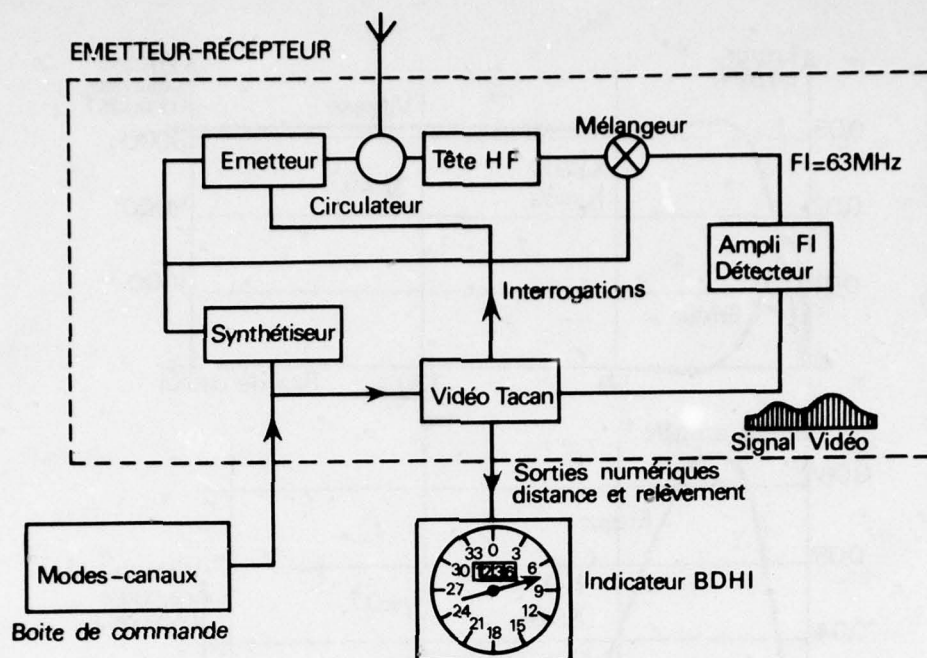 EMETTEUR-RÉCEPTEUR
Mélangeur
Emetteur
Tête HF
FI=63MHz
Circulateur
Ampli FI
Détecteur
Interrogations
Synthétiseur
Vidéo Tacan
Signal Vidéo
Sorties numériques
distance et relèvement
Modes-canaux
Boite de commande
33 0 3
30 6
27 9
24 12
21 18 15
Indicateur BDHI